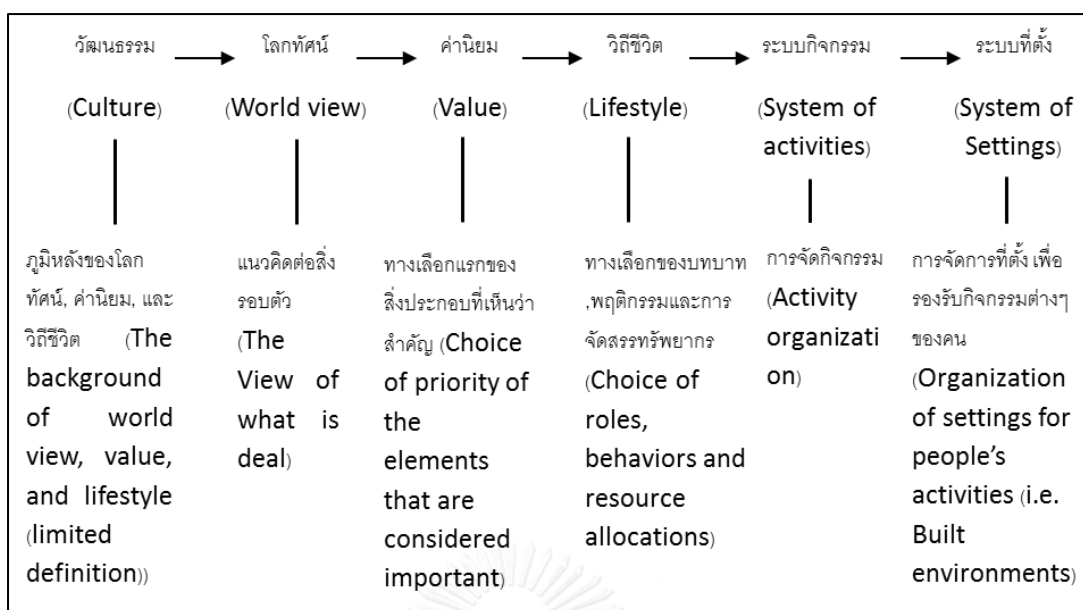 วัฒนธรรม
(Culture)
โลกทัศน์
(World view)
ค่านิยม
(Value)
วิถีชีวิต
(Lifestyle)
ระบบกิจกรรม
(System of
activities)
ระบบที่ตั้ง
(System of
Settings)
ภูมิหลังของโลก
ทัศน์, ค่านิยม, และ
วิถีชีวิต (The
background
of world
view, value,
and lifestyle
(limited
definition))
แนวคิดต่อสิ่ง
รอบตัว
(The
View of
what is
deal)
ทางเลือกแรกของ
สิ่งประกอบที่เห็นว่า
สำคัญ (Choice
of priority of
the
elements
that are
considered
important)
ทางเลือกของบทบาท
,พฤติกรรมและการ
จัดสรรทรัพยากร
(Choice of
roles,
behaviors and
resource
allocations)
การจัดกิจกรรม
(Activity
organizati
on)
การจัดการที่ตั้ง เพื่อ
รองรับกิจกรรมต่างๆ
ของคน
(Organization
of settings for
people's
activities (i.e.
Built
environments)